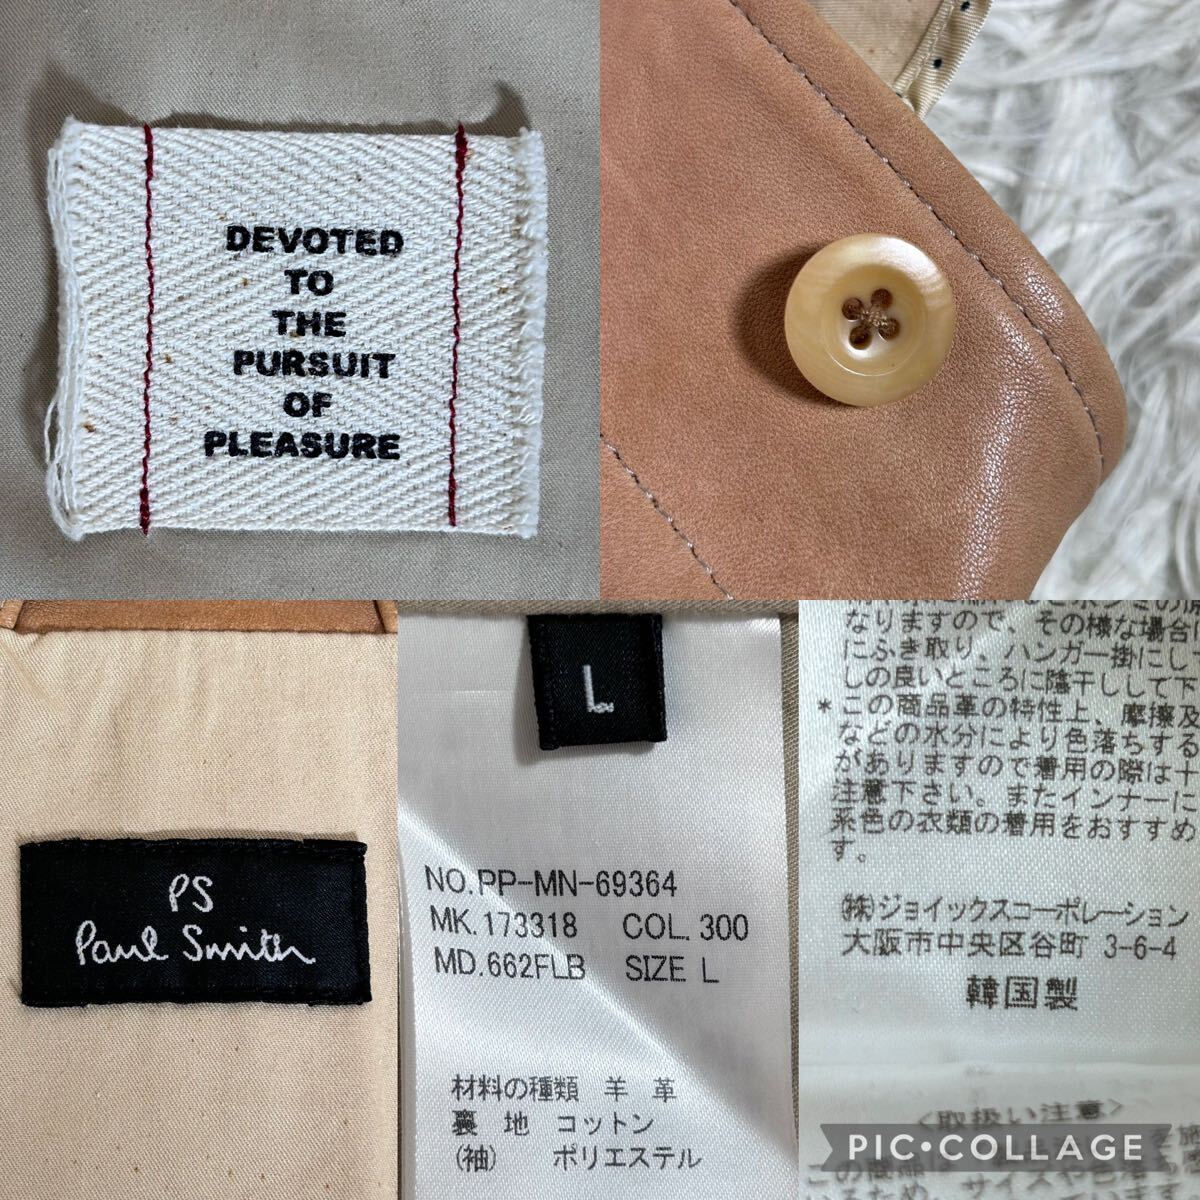 DEVOTED
TO
THE
PURSUIT
OF
PLEASURE
PS
Paul Smith
L
NO.PP-MN-69364
MK.173318 COL.300
MD.662FLB SIZE L
材料の種類 羊 革
裏 地 コットン
(袖) ポリエステル
なりますので、その様な場合
にふき取り、ハンガー掛にし
しの良いところに陰干しして下
*この商品革の特性上、摩擦及
などの水分により色落ちする
がありますので着用の際は十
注意下さい。またインナーに
系色の衣類の着用をおすすめ
す。
㈱ジョイックスコーポレーション
大阪市中央区谷町 3-6-4
韓国製
<取扱い注意>
PIC•COLLAGE